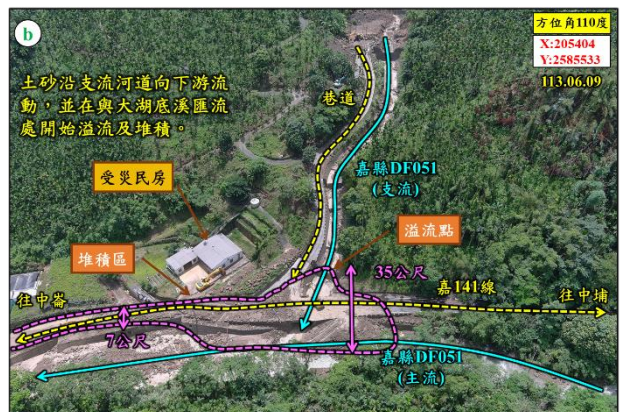 b
方位角110度
X:205404
Y:2585533
113.06.09
土砂沿支流河道向下游流
動，並在與大湖底溪匯流
處開始溢流及堆積。
巷道
嘉縣DF051
(支流)
受災民房
溢流點
堆積區
35公尺
嘉141線
往中崙
往中埔
7公尺
嘉縣DF051
(主流)